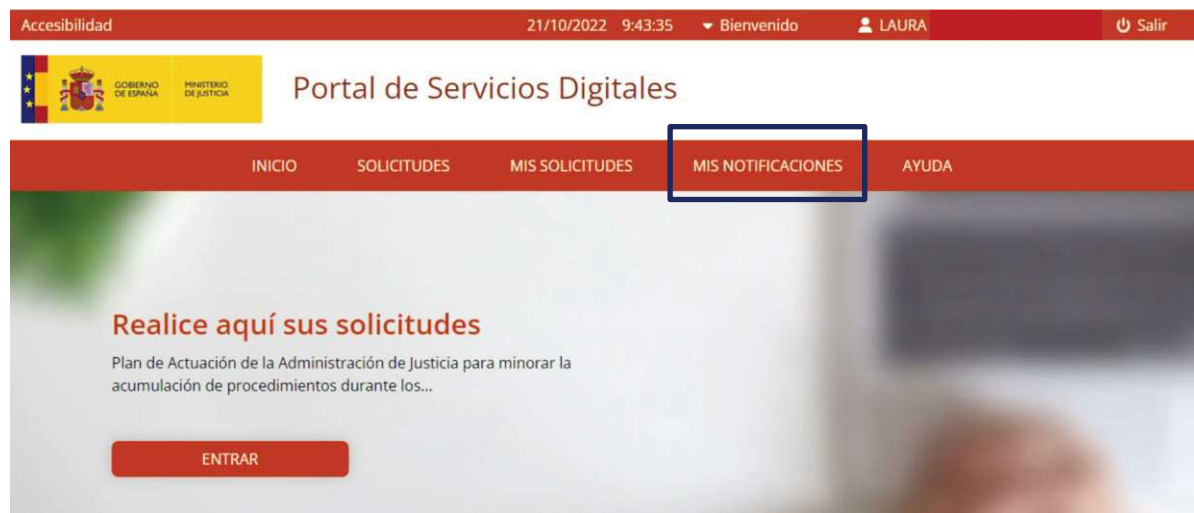 Accesibilidad 21/10/2022 9:43:35 Bienvenido LAURA Salir
GOBIERNO DE ESPAÑA MINISTERIO DE JUSTICIA
Portal de Servicios Digitales
INICIO SOLICITUDES MIS SOLICITUDES MIS NOTIFICACIONES AYUDA
Realice aquí sus solicitudes
Plan de Actuación de la Administración de Justicia para minorar la
acumulación de procedimientos durante los...
ENTRAR